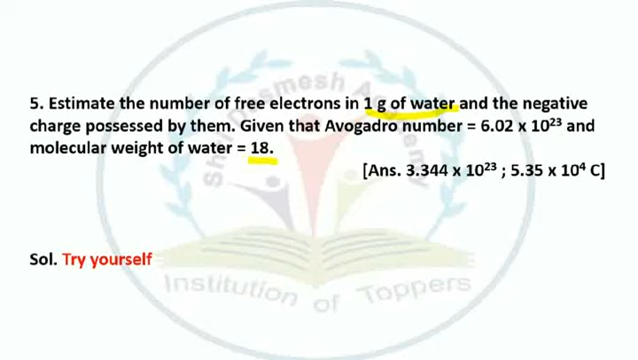 5. Estimate the number of free electrons in 1 g of water and the negative
charge possessed by them. Given that Avogadro number = 6.02 x 10²³ and
molecular weight of water = 18.
[Ans. 3.344 x 10²³ ; 5.35 x 10⁴ C]
Sol. Try yourself
Institution of Toppers